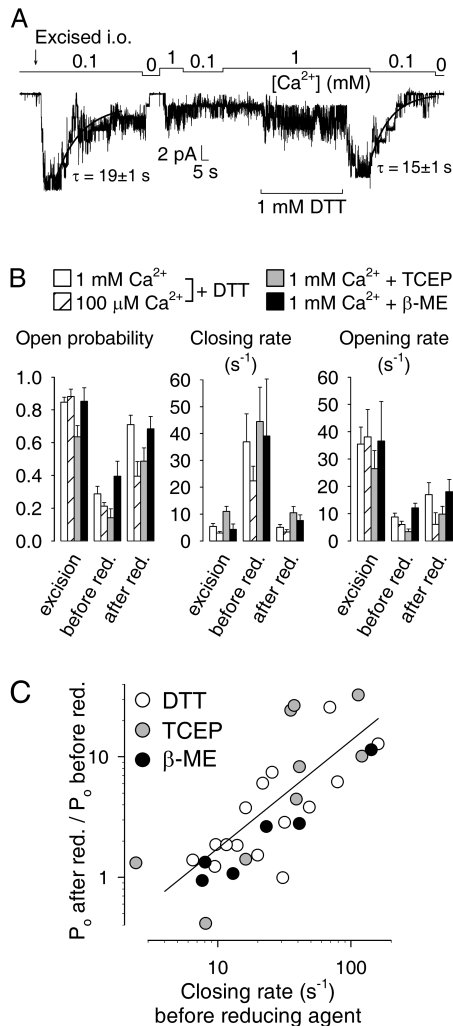 A
Excised i.o.
0.1 0 1 0.1 1 0.1 0
[Ca²⁺] (mM)
2 pA
5 s
τ = 19±1 s
τ = 15±1 s
1 mM DTT
B
1 mM Ca²⁺
100 μM Ca²⁺
+ DTT
1 mM Ca²⁺ + TCEP
1 mM Ca²⁺ + β-ME
Open probability
1.0
0.8
0.6
0.4
0.2
0.0
excision
before red.
after red.
Closing rate
(s⁻¹)
60
50
40
30
20
10
0
excision
before red.
after red.
Opening rate
(s⁻¹)
60
50
40
30
20
10
0
excision
before red.
after red.
C
DTT
TCEP
β-ME
Pₒ after red. / Pₒ before red.
10
1
10 100
Closing rate (s⁻¹)
before reducing agent